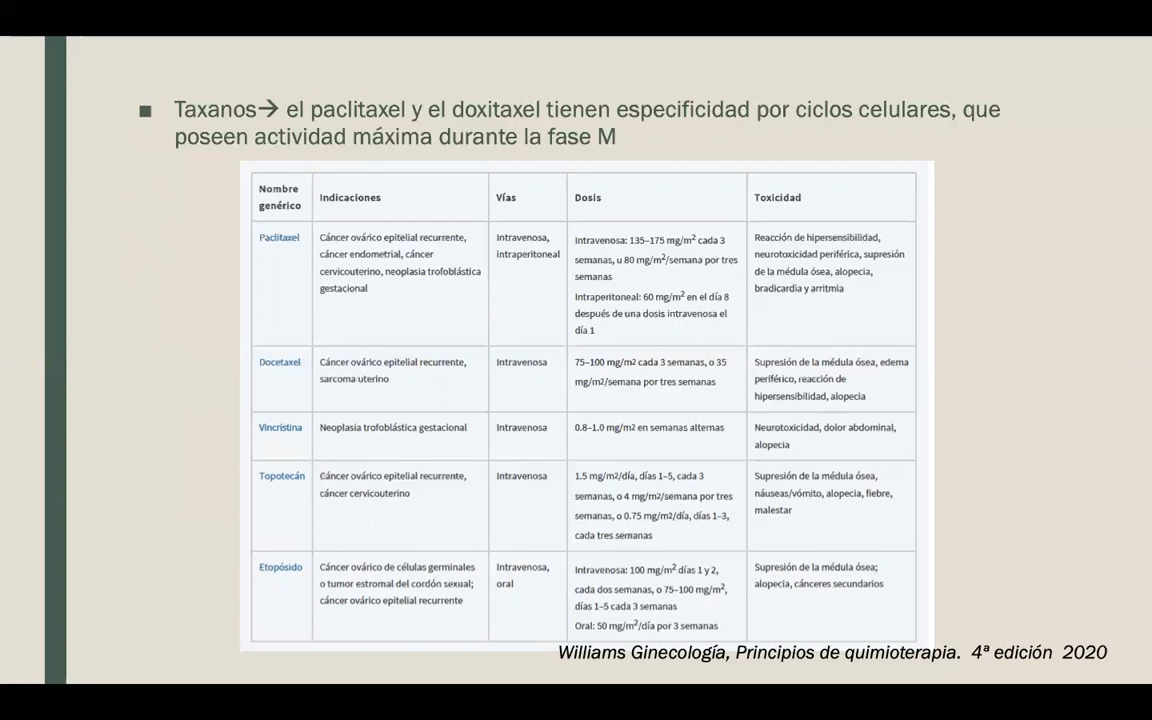 ■ Taxanos→ el paclitaxel y el doxitaxel tienen especificidad por ciclos celulares, que
poseen actividad máxima durante la fase M
Nombre
genérico
Indicaciones
Vías
Dosis
Toxicidad
Paclitaxel
Cáncer ovárico epitelial recurrente,
cáncer endometrial, cáncer
cervicouterino, neoplasia trofoblástica
gestacional
Intravenosa,
intraperitoneal
Intravenosa: 135–175 mg/m² cada 3
semanas, u 80 mg/m²/semana por tres
semanas
Intraperitoneal: 60 mg/m² en el día 8
después de una dosis intravenosa el
día 1
Reacción de hipersensibilidad,
neurotoxicidad periférica, supresión
de la médula ósea, alopecia,
bradicardia y arritmia
Docetaxel
Cáncer ovárico epitelial recurrente,
sarcoma uterino
Intravenosa
75–100 mg/m2 cada 3 semanas, o 35
mg/m2/semana por tres semanas
Supresión de la médula ósea, edema
periférico, reacción de
hipersensibilidad, alopecia
Vincristina
Neoplasia trofoblástica gestacional
Intravenosa
0.8–1.0 mg/m2 en semanas alternas
Neurotoxicidad, dolor abdominal,
alopecia
Topotecán
Cáncer ovárico epitelial recurrente,
cáncer cervicouterino
Intravenosa
1.5 mg/m2/día, días 1–5, cada 3
semanas, o 4 mg/m2/semana por tres
semanas, o 0.75 mg/m2/día, días 1–3,
cada tres semanas
Supresión de la médula ósea,
náuseas/vómito, alopecia, fiebre,
malestar
Etopósido
Cáncer ovárico de células germinales
o tumor estromal del cordón sexual;
cáncer ovárico epitelial recurrente
Intravenosa,
oral
Intravenosa: 100 mg/m² días 1 y 2,
cada dos semanas, o 75–100 mg/m²,
días 1–5 cada 3 semanas
Oral: 50 mg/m²/día por 3 semanas
Supresión de la médula ósea;
alopecia, cánceres secundarios
Williams Ginecología, Principios de quimioterapia. 4ª edición 2020